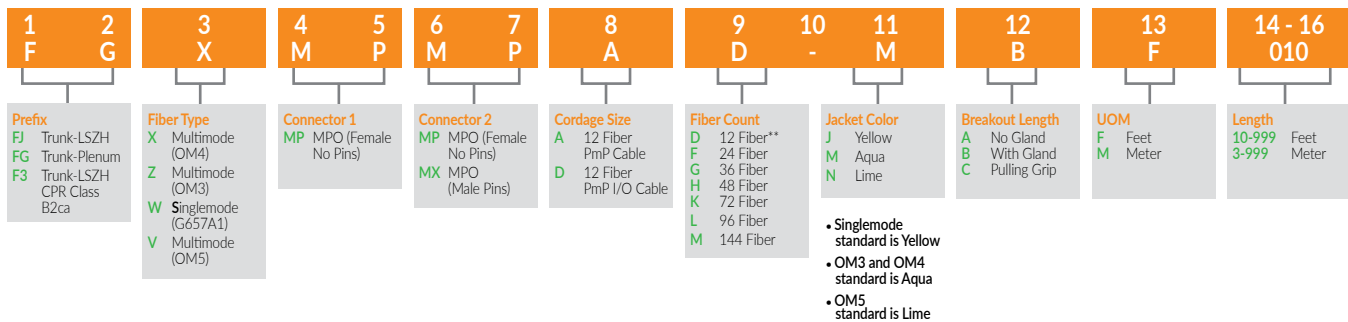 1 2 3 4 5 6 7 8 9 10 11 12 13 14 - 16
F G X M P M P A D - M B F 010
Prefix
FJ Trunk-LSZH
FG Trunk-Plenum
F3 Trunk-LSZH
CPR Class
B2ca
Fiber Type
X Multimode
(OM4)
Z Multimode
(OM3)
W Singlemode
(G657A1)
V Multimode
(OM5)
Connector 1
MP MPO (Female
No Pins)
Connector 2
MP MPO (Female
No Pins)
MX MPO
(Male Pins)
Cordage Size
A 12 Fiber
PmP Cable
D 12 Fiber
PmP I/O Cable
Fiber Count
D 12 Fiber**
F 24 Fiber
G 36 Fiber
H 48 Fiber
K 72 Fiber
L 96 Fiber
M 144 Fiber
Jacket Color
J Yellow
M Aqua
N Lime
• Singlemode
standard is Yellow
• OM3 and OM4
standard is Aqua
• OM5
standard is Lime
Breakout Length
A No Gland
B With Gland
C Pulling Grip
UOM
F Feet
M Meter
Length
10-999 Feet
3-999 Meter